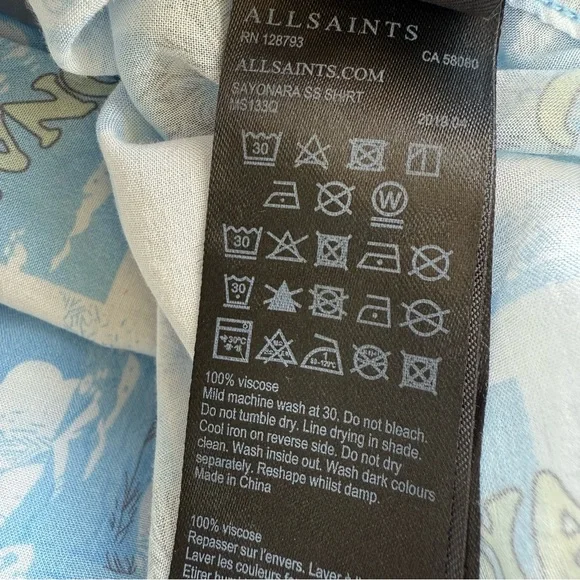 ALLSAINTS
RN 128793 CA 58060
ALLSAINTS.COM
SAYONARA SS SHIRT
MS133Q 2018 04
30
W
30
30
30°C
100% viscose
Mild machine wash at 30. Do not bleach.
Do not tumble dry. Line drying in shade.
Cool iron on reverse side. Do not dry
clean. Wash inside out. Wash dark colours
separately. Reshape whilst damp.
Made in China
100% viscose
Repasser sur l'envers. Laver à
Laver les couleurs
Etirer